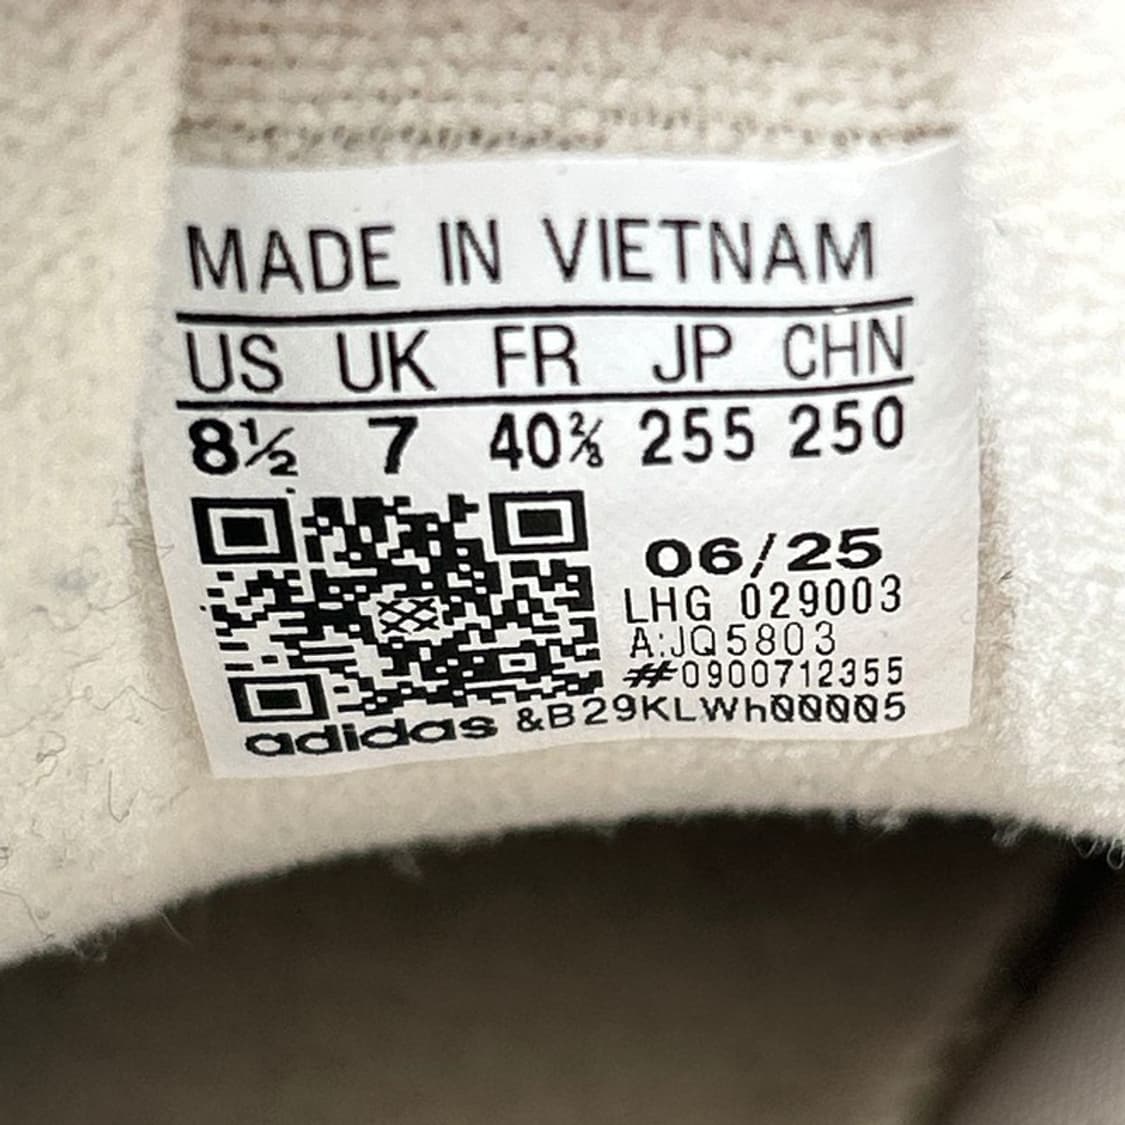 MADE IN VIETNAM
US UK FR JP CHN
8½ 7 40⅔ 255 250
06/25
LHG 029003
A:JQ5803
#0900712355
adidas &B29KLWh00005